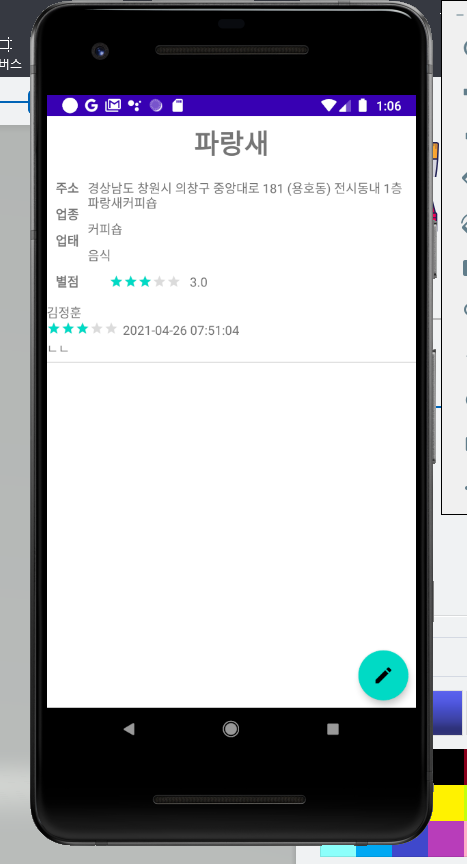 버스
1:06
파랑새
주소 경상남도 창원시 의창구 중앙대로 181 (용호동) 전시동내 1층
파랑새커피숍
업종 커피숍
업태 음식
별점 3.0
김정훈
2021-04-26 07:51:04
ㄴㄴ